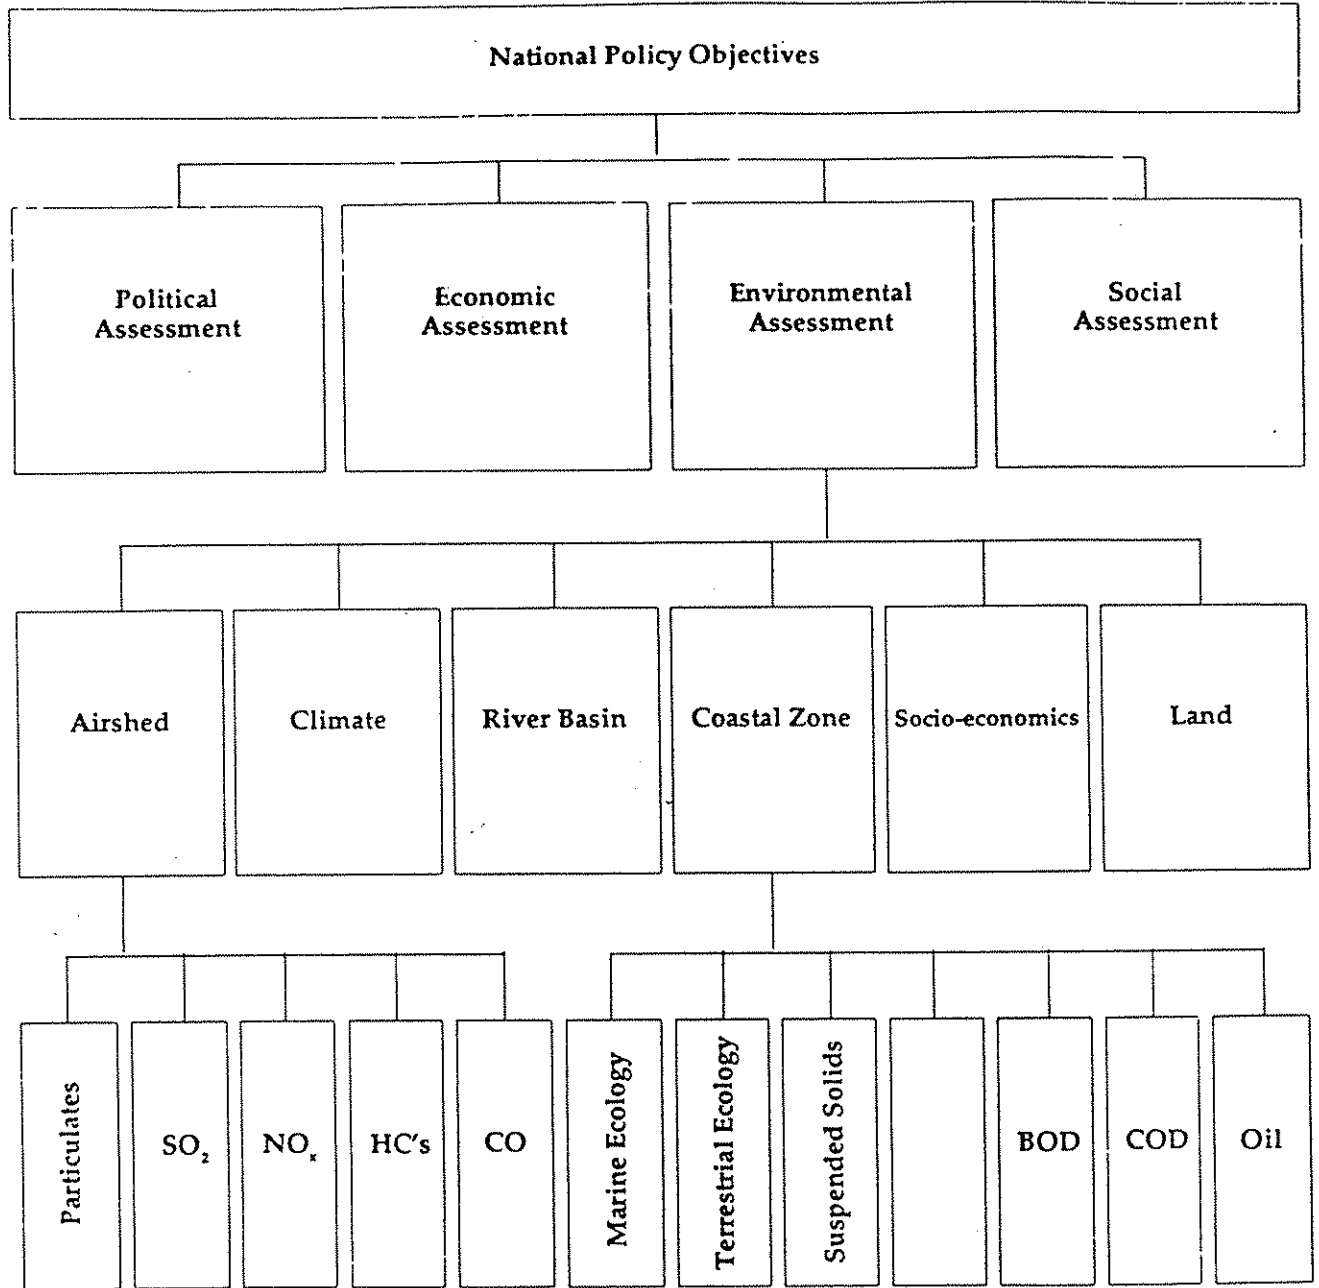 National Policy Objectives
Political
Assessment
Economic
Assessment
Environmental
Assessment
Social
Assessment
Airshed
Climate
River Basin
Coastal Zone
Socio-economics
Land
Particulates
SO₂
NOₓ
HC's
CO
Marine Ecology
Terrestrial Ecology
Suspended Solids
BOD
COD
Oil